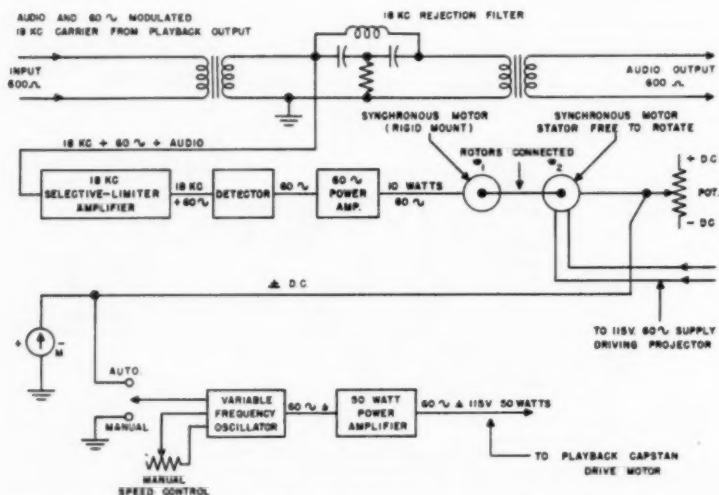 AUDIO AND 60∿ MODULATED
18 KC CARRIER FROM PLAYBACK OUTPUT
18 KC REJECTION FILTER
INPUT
600 Ω
AUDIO OUTPUT
600 Ω
SYNCHRONOUS MOTOR
(RIGID MOUNT)
SYNCHRONOUS MOTOR
STATOR FREE TO ROTATE
18 KC + 60∿ + AUDIO
ROTORS CONNECTED
#1
#2
+ D.C.
POT.
- DC
18 KC
SELECTIVE-LIMITER
AMPLIFIER
18 KC
+60∿
DETECTOR
60∿
60∿
POWER
AMP.
10 WATTS
60∿
± D.C.
TO 115V. 60∿ SUPPLY
DRIVING PROJECTOR
+
-
M
AUTO.
MANUAL
VARIABLE
FREQUENCY
OSCILLATOR
60∿ Δ
50 WATT
POWER
AMPLIFIER
60∿ Δ 115V 50 WATTS
TO PLAYBACK CAPSTAN
DRIVE MOTOR
MANUAL
SPEED CONTROL